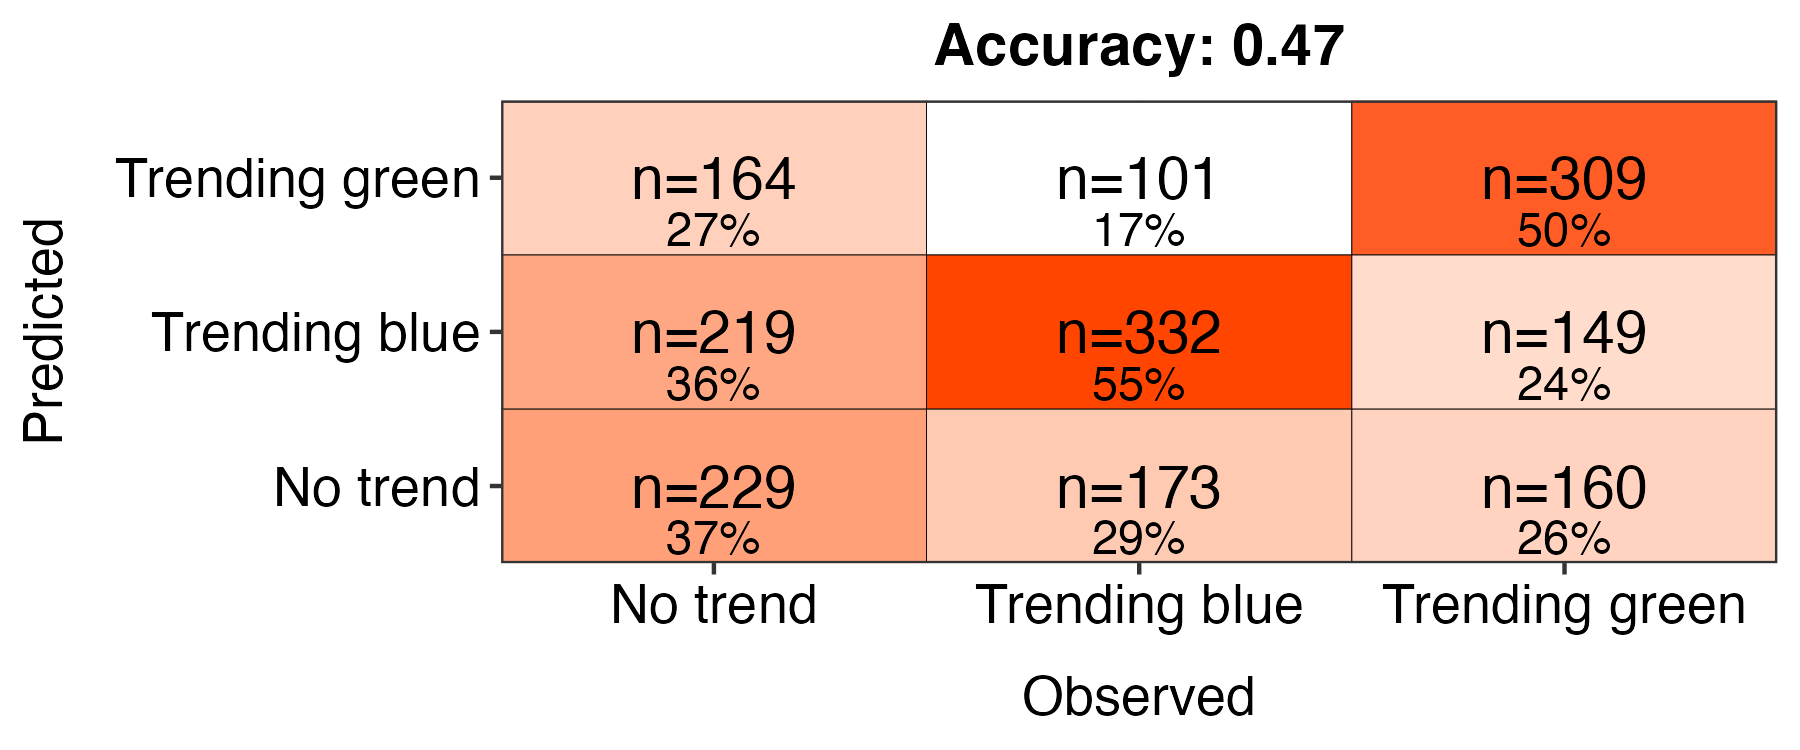 Accuracy: 0.47
Predicted
Trending green
n=164
27%
n=101
17%
n=309
50%
Trending blue
n=219
36%
n=332
55%
n=149
24%
No trend
n=229
37%
n=173
29%
n=160
26%
No trend
Trending blue
Trending green
Observed